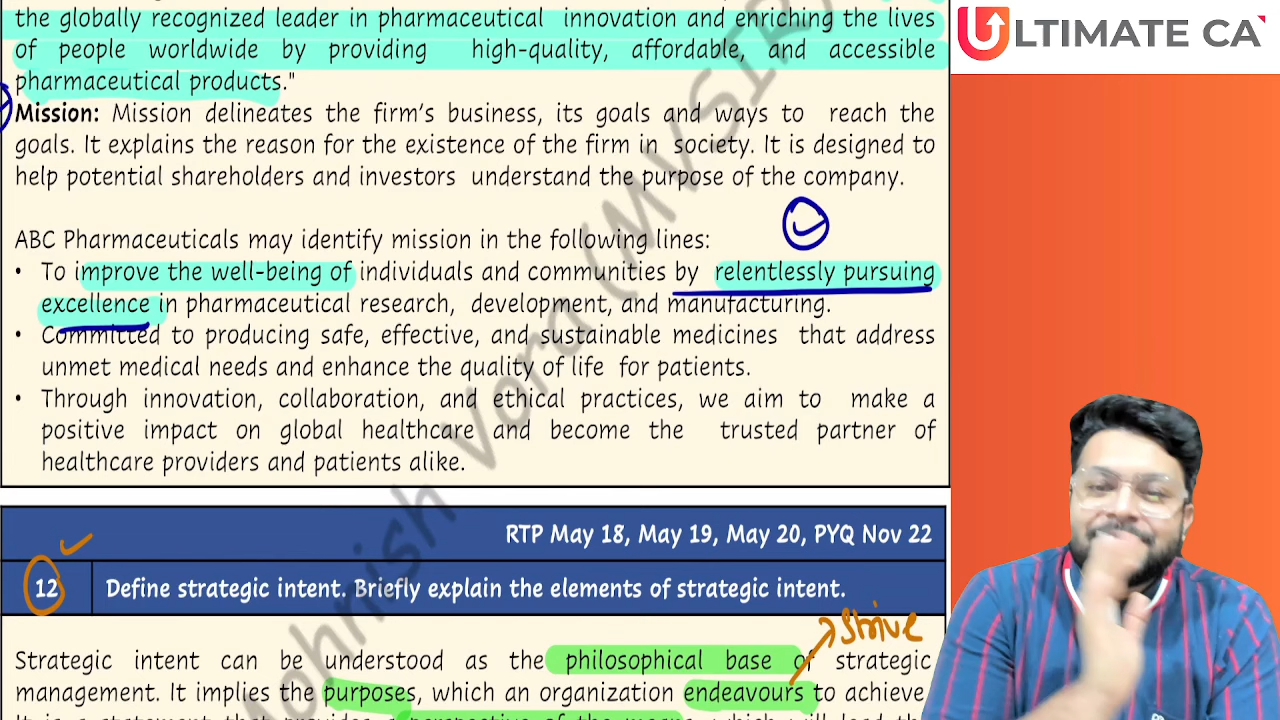 the globally recognized leader in pharmaceutical innovation and enriching the lives
of people worldwide by providing high-quality, affordable, and accessible
pharmaceutical products."
Mission: Mission delineates the firm's business, its goals and ways to reach the
goals. It explains the reason for the existence of the firm in society. It is designed to
help potential shareholders and investors understand the purpose of the company.
ABC Pharmaceuticals may identify mission in the following lines:
• To improve the well-being of individuals and communities by relentlessly pursuing
excellence in pharmaceutical research, development, and manufacturing.
• Committed to producing safe, effective, and sustainable medicines that address
unmet medical needs and enhance the quality of life for patients.
• Through innovation, collaboration, and ethical practices, we aim to make a
positive impact on global healthcare and become the trusted partner of
healthcare providers and patients alike.
RTP May 18, May 19, May 20, PYQ Nov 22
12 Define strategic intent. Briefly explain the elements of strategic intent.
strive
Strategic intent can be understood as the philosophical base of strategic
management. It implies the purposes, which an organization endeavours to achieve.
ULTIMATE CA
Mohnish Vora (MVSIR)